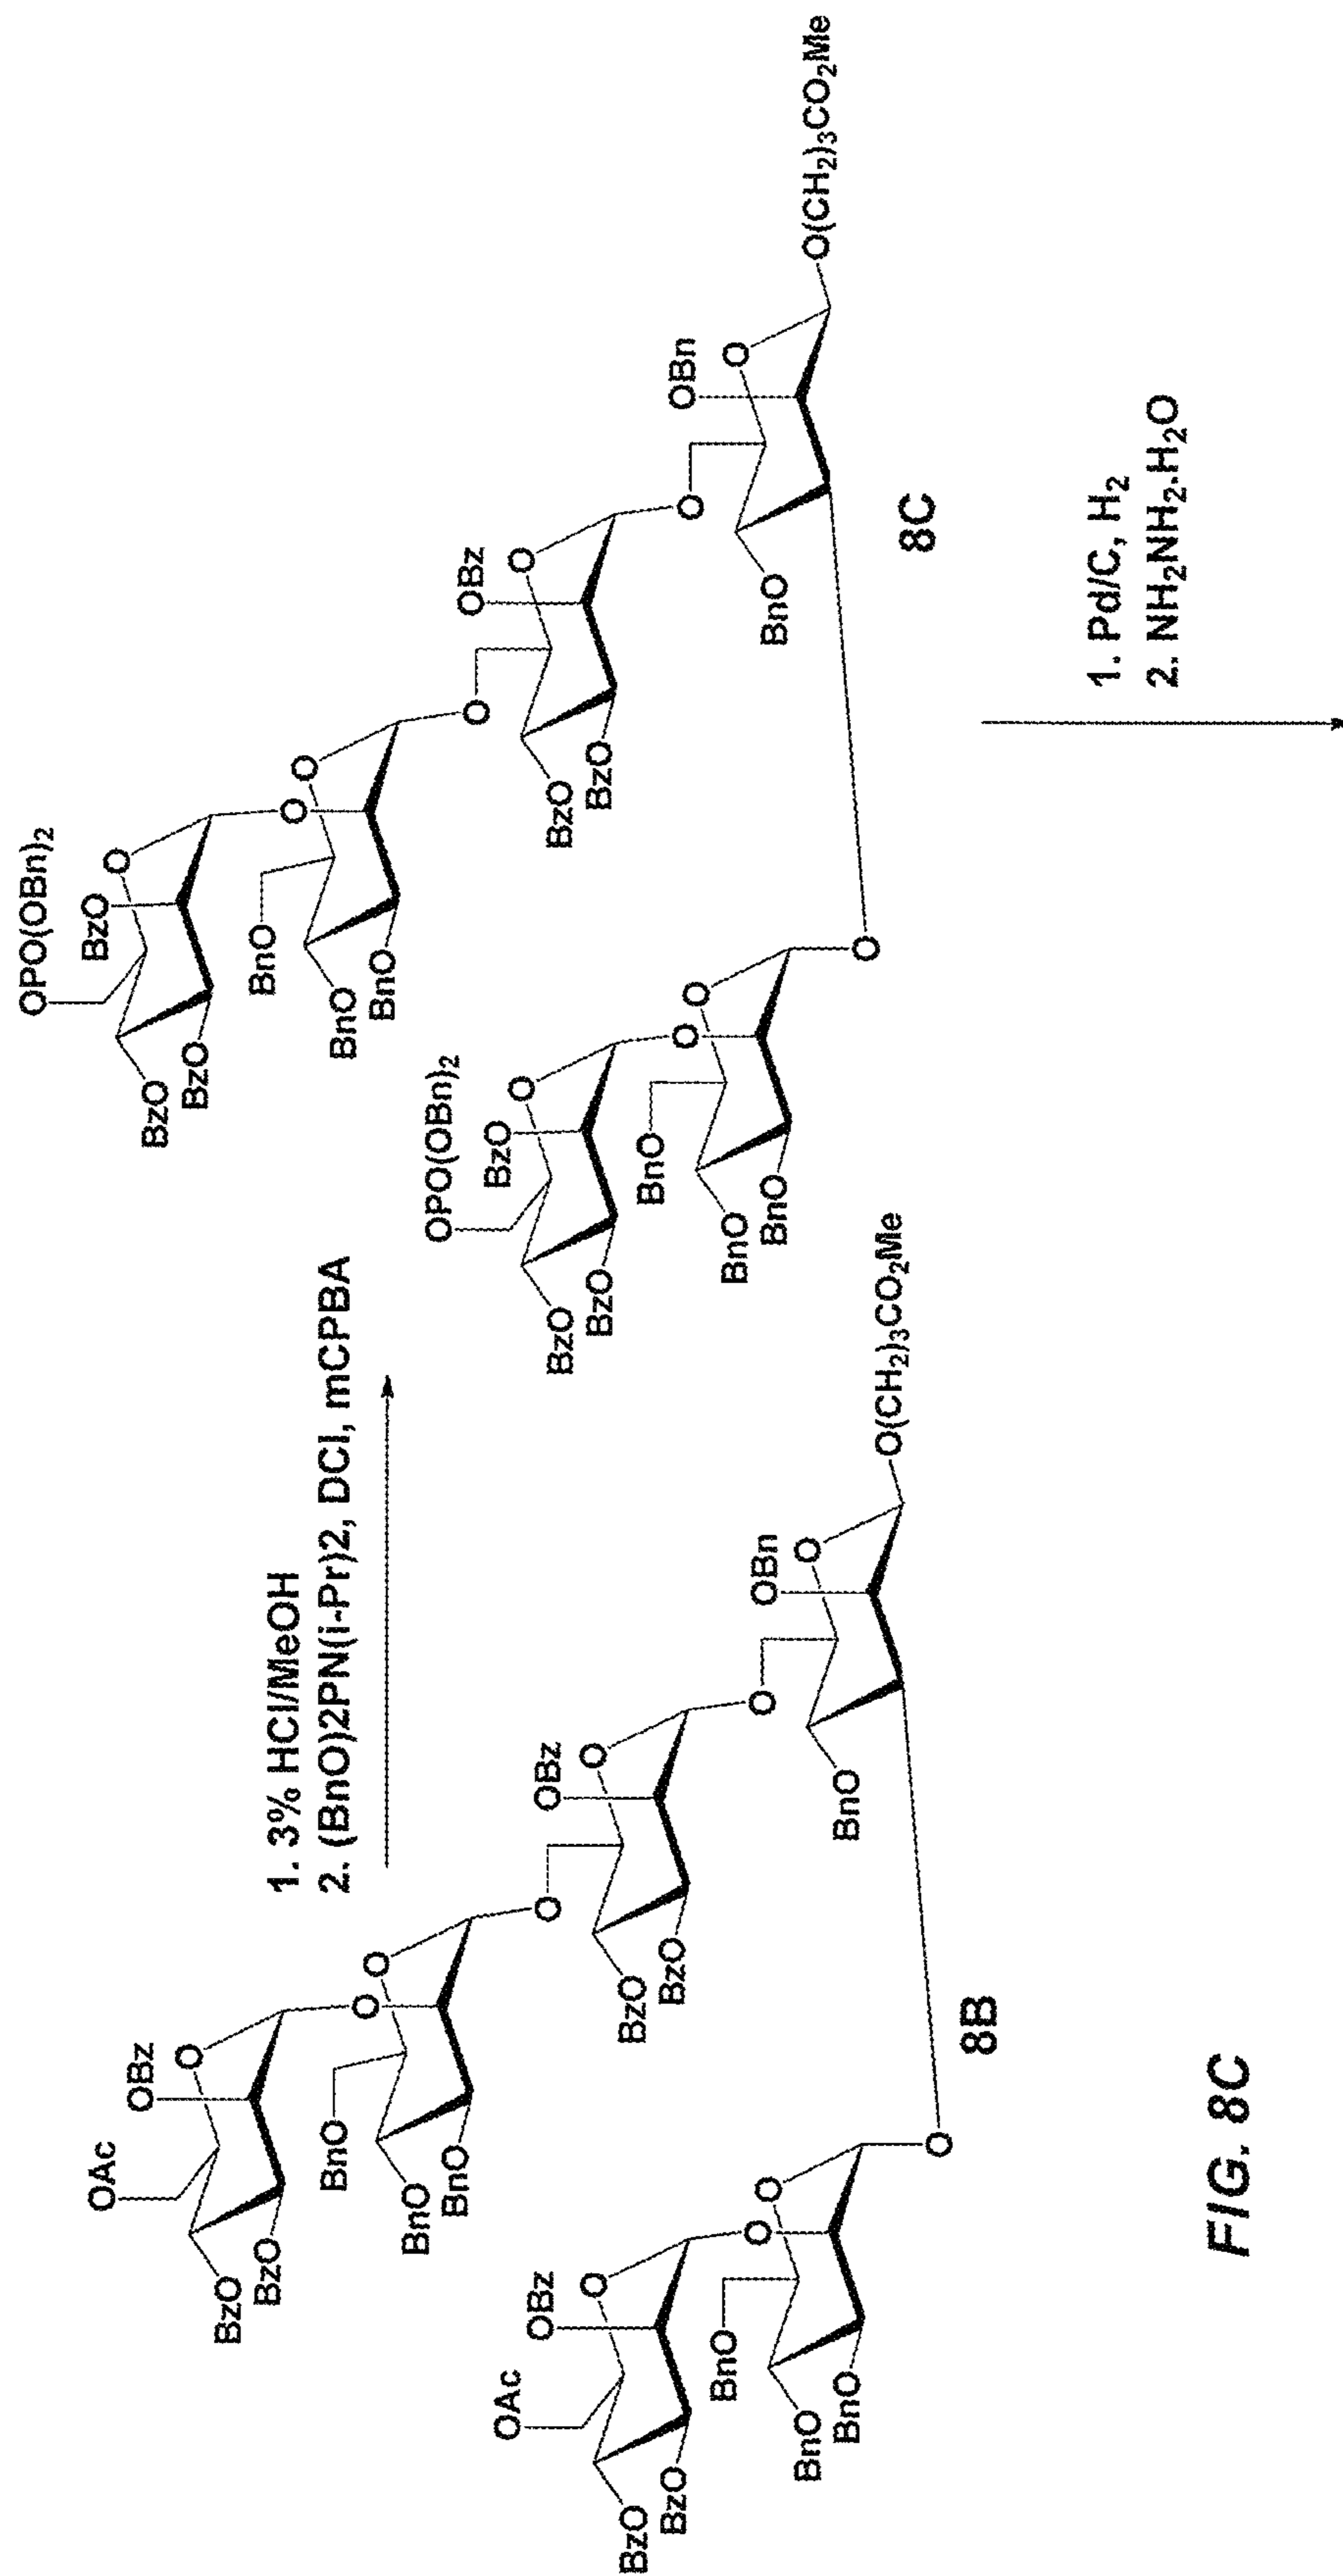 1. 3% HCl/MeOH
2. (BnO)2PN(i-Pr)2, DCI, mCPBA
OAc
OBz
O
BzO
BzO
O
O
BnO
BnO
BnO
O
OBz
O
BzO
BzO
O
OBn
O
BnO
O(CH2)3CO2Me
OAc
OBz
O
BzO
BzO
O
O
BnO
BnO
BnO
O
8B
OPO(OBn)2
BzO
O
BzO
BzO
O
O
BnO
BnO
BnO
O
OBz
O
BzO
BzO
O
OBn
O
BnO
O(CH2)3CO2Me
OPO(OBn)2
BzO
O
BzO
BzO
O
O
BnO
BnO
BnO
O
8C
1. Pd/C, H2
2. NH2NH2.H2O
FIG. 8C